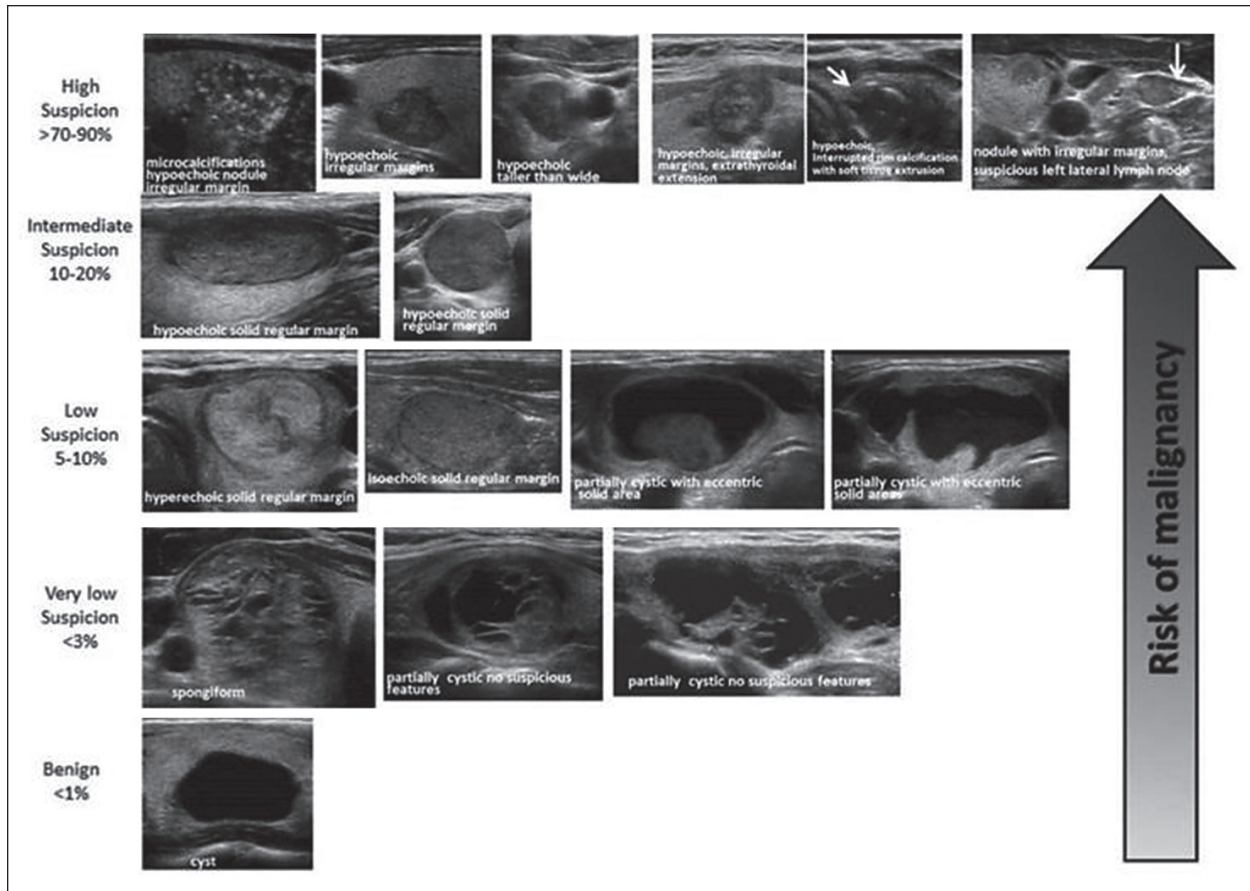 High
Suspicion
>70-90%
microcalcifications
hypoechoic nodule
irregular margin
hypoechoic
irregular margins
hypoechoic
taller than wide
hypoechoic, irregular
margins, extrathyroidal
extension
hypoechoic,
Interrupted rim calcification
with soft tissue extrusion
nodule with irregular margins,
suspicious left lateral lymph node
Intermediate
Suspicion
10-20%
hypoechoic solid regular margin
hypoechoic solid
regular margin
Low
Suspicion
5-10%
hyperechoic solid regular margin
isoechoic solid regular margin
partially cystic with eccentric
solid area
partially cystic with eccentric
solid areas
Very low
Suspicion
<3%
spongiform
partially cystic no suspicious
features
partially cystic no suspicious features
Benign
<1%
cyst
Risk of malignancy